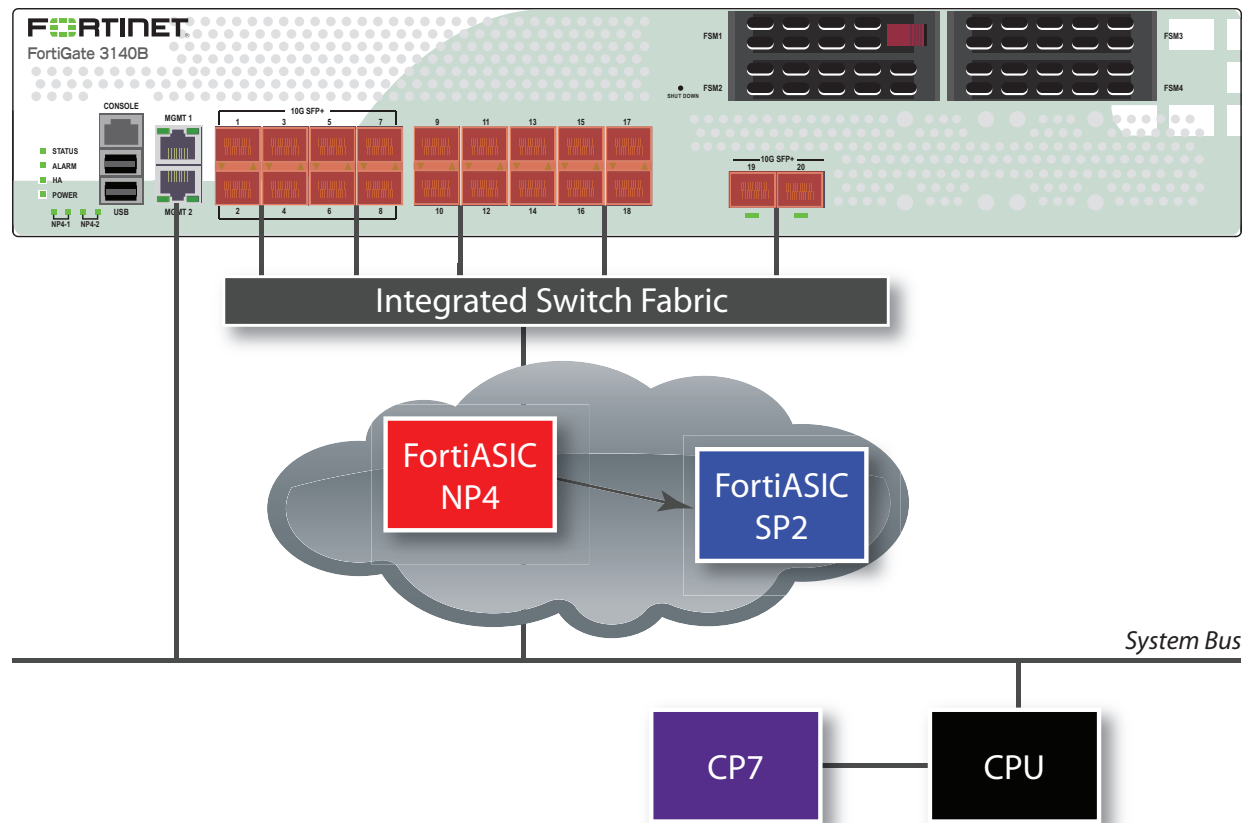 FORTINET
FortiGate 3140B
FSM1
FSM3
FSM2
FSM4
SHUT DOWN
CONSOLE
MGMT 1
10G SFP+
1 3 5 7
9 11 13 15 17
STATUS
ALARM
HA
POWER
10G SFP+
19 20
USB
MGMT 2
2 4 6 8
10 12 14 16 18
NP4-1 NP4-2
Integrated Switch Fabric
FortiASIC
NP4
FortiASIC
SP2
System Bus
CP7
CPU